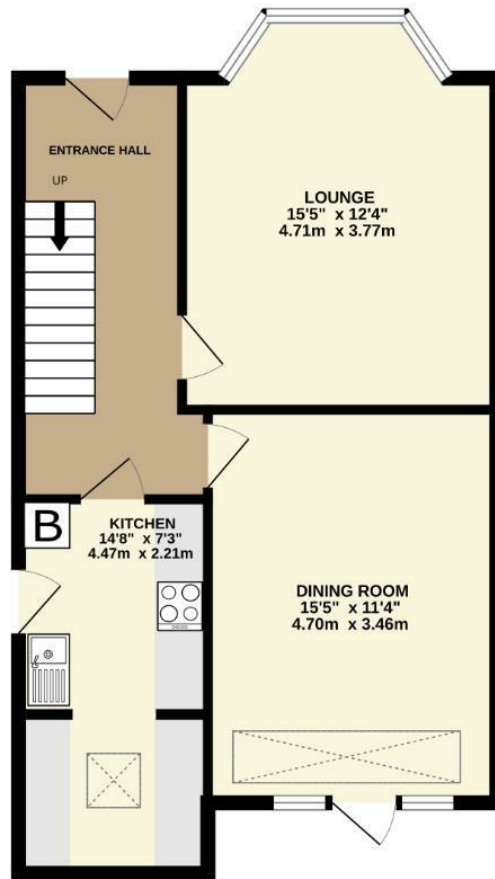 ENTRANCE HALL
UP
LOUNGE
15'5" x 12'4"
4.71m x 3.77m
B
KITCHEN
14'8" x 7'3"
4.47m x 2.21m
DINING ROOM
15'5" x 11'4"
4.70m x 3.46m